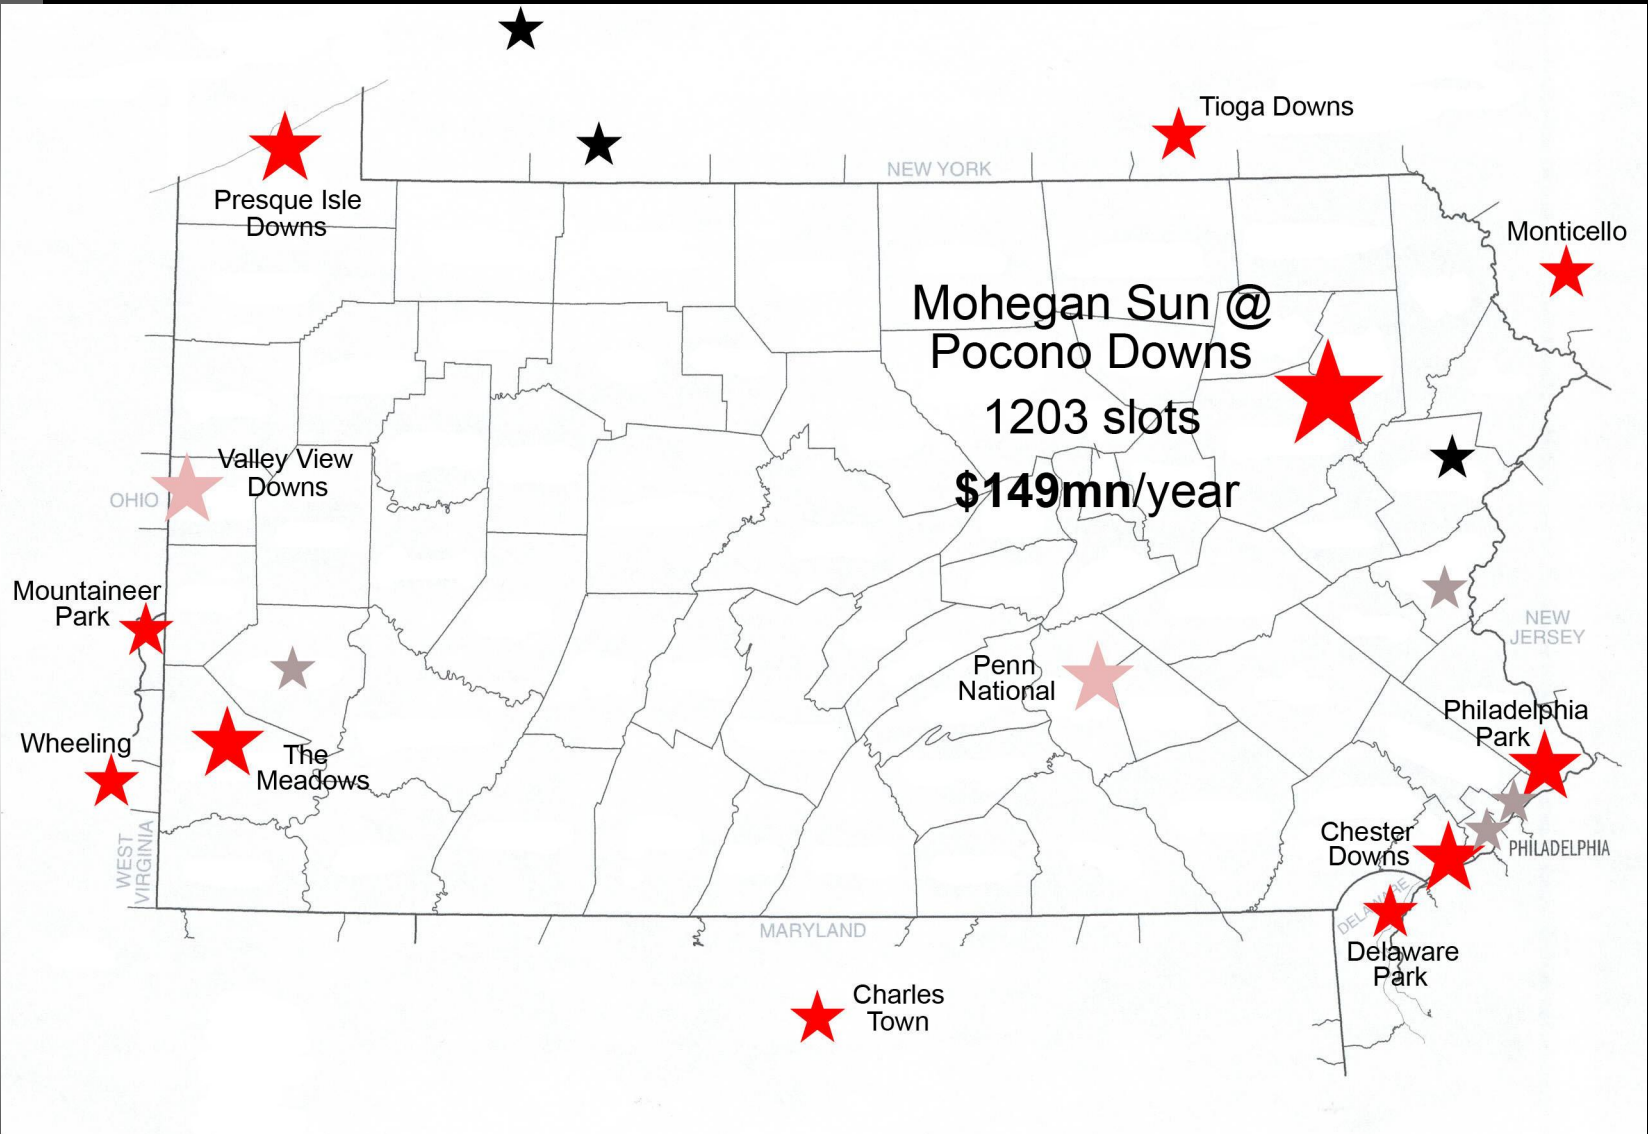 Tioga Downs
NEW YORK
Presque Isle
Downs
Monticello
Mohegan Sun @
Pocono Downs
1203 slots
$149mn/year
Valley View
Downs
OHIO
Mountaineer
Park
NEW
JERSEY
Penn
National
Philadelphia
Park
Wheeling
The
Meadows
WEST
VIRGINIA
Chester
Downs
PHILADELPHIA
DELAWARE
MARYLAND
Delaware
Park
Charles
Town